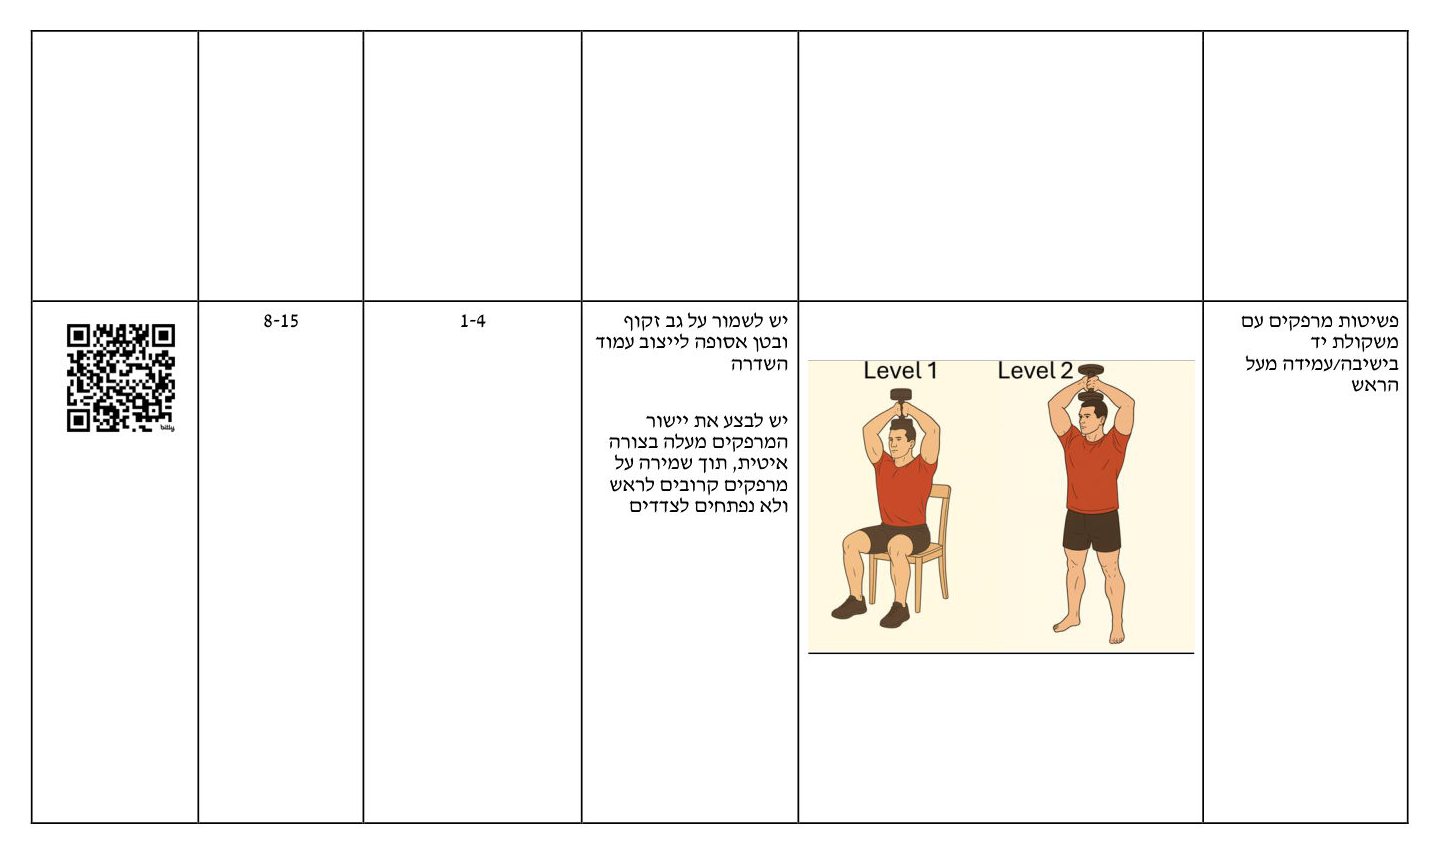 פשיטות מרפקים עם
משקולת יד
בישיבה/עמידה מעל
הראש
Level 1
Level 2
יש לשמור על גב זקוף
ובטן אסופה לייצוב עמוד
השדרה
יש לבצע את יישור
המרפקים מעלה בצורה
איטית, תוך שמירה על
מרפקים קרובים לראש
ולא נפתחים לצדדים
1-4
8-15
bitly